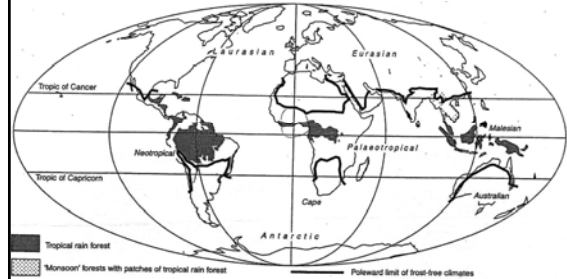 Laurasian
Eurasian
Tropic of Cancer
Malesian
Neotropical
Palaeotropical
Tropic of Capricorn
Cape
Australian
Antarctic
Tropical rain forest
'Monsoon' forests with patches of tropical rain forest
Poleward limit of frost-free climates